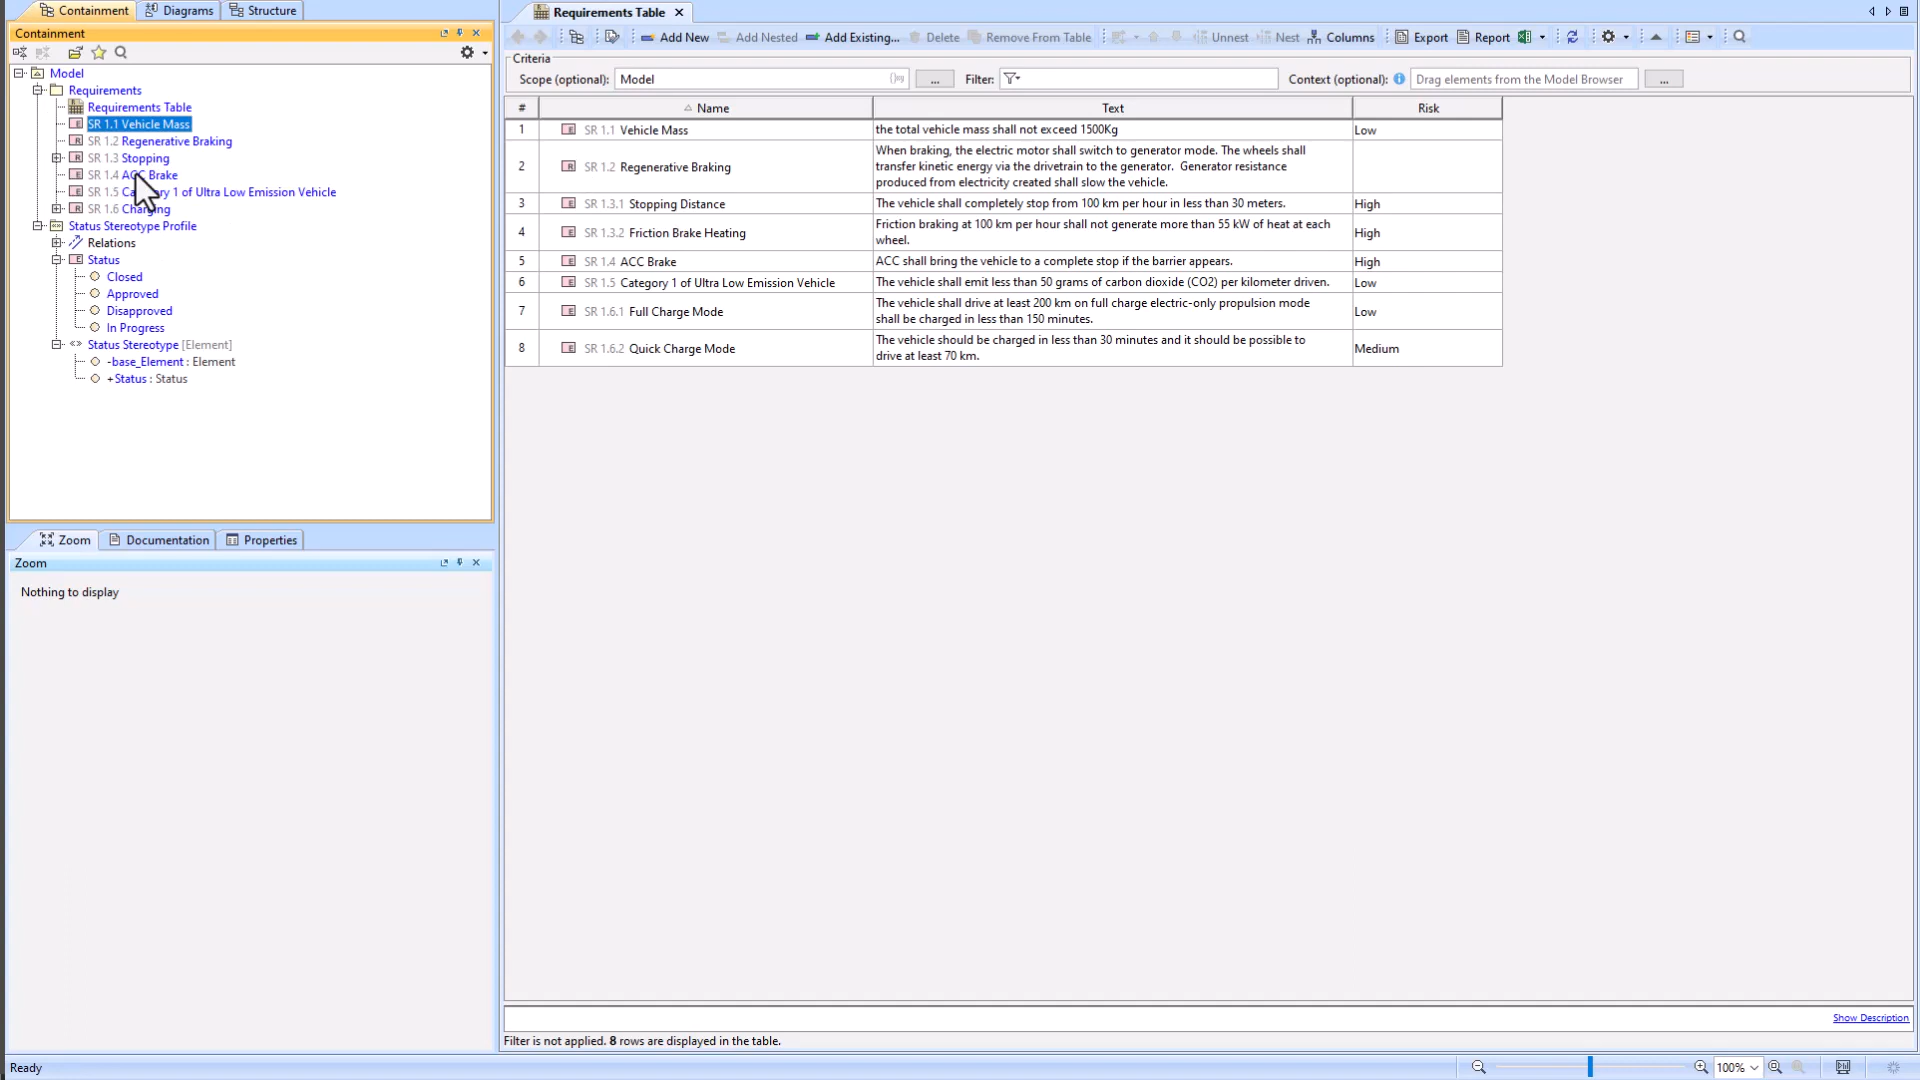 Containment Diagrams Structure
Containment
Model
Requirements
Requirements Table
SR 1.1 Vehicle Mass
SR 1.2 Regenerative Braking
SR 1.3 Stopping
SR 1.4 ACC Brake
SR 1.5 1 of Ultra Low Emission Vehicle
SR 1.6 Charging
Status Stereotype Profile
Relations
Status
Closed
Approved
Disapproved
In Progress
Status Stereotype [Element]
-base_Element : Element
+Status : Status
Zoom Documentation Properties
Zoom
Nothing to display
Requirements Table
Add New Add Nested Add Existing... Delete Remove From Table Unnest Nest Columns Export Report
Criteria
Scope (optional): Model ... Filter: Context (optional): Drag elements from the Model Browser ...
# Name Text Risk
1 SR 1.1 Vehicle Mass the total vehicle mass shall not exceed 1500Kg Low
2 SR 1.2 Regenerative Braking When braking, the electric motor shall switch to generator mode. The wheels shall
transfer kinetic energy via the drivetrain to the generator. Generator resistance
produced from electricity created shall slow the vehicle.
3 SR 1.3.1 Stopping Distance The vehicle shall completely stop from 100 km per hour in less than 30 meters. High
4 SR 1.3.2 Friction Brake Heating Friction braking at 100 km per hour shall not generate more than 55 kW of heat at each
wheel. High
5 SR 1.4 ACC Brake ACC shall bring the vehicle to a complete stop if the barrier appears. High
6 SR 1.5 Category 1 of Ultra Low Emission Vehicle The vehicle shall emit less than 50 grams of carbon dioxide (CO2) per kilometer driven. Low
7 SR 1.6.1 Full Charge Mode The vehicle shall drive at least 200 km on full charge electric-only propulsion mode
shall be charged in less than 150 minutes. Low
8 SR 1.6.2 Quick Charge Mode The vehicle should be charged in less than 30 minutes and it should be possible to
drive at least 70 km. Medium
Show Description
Filter is not applied. 8 rows are displayed in the table.
Ready 100%